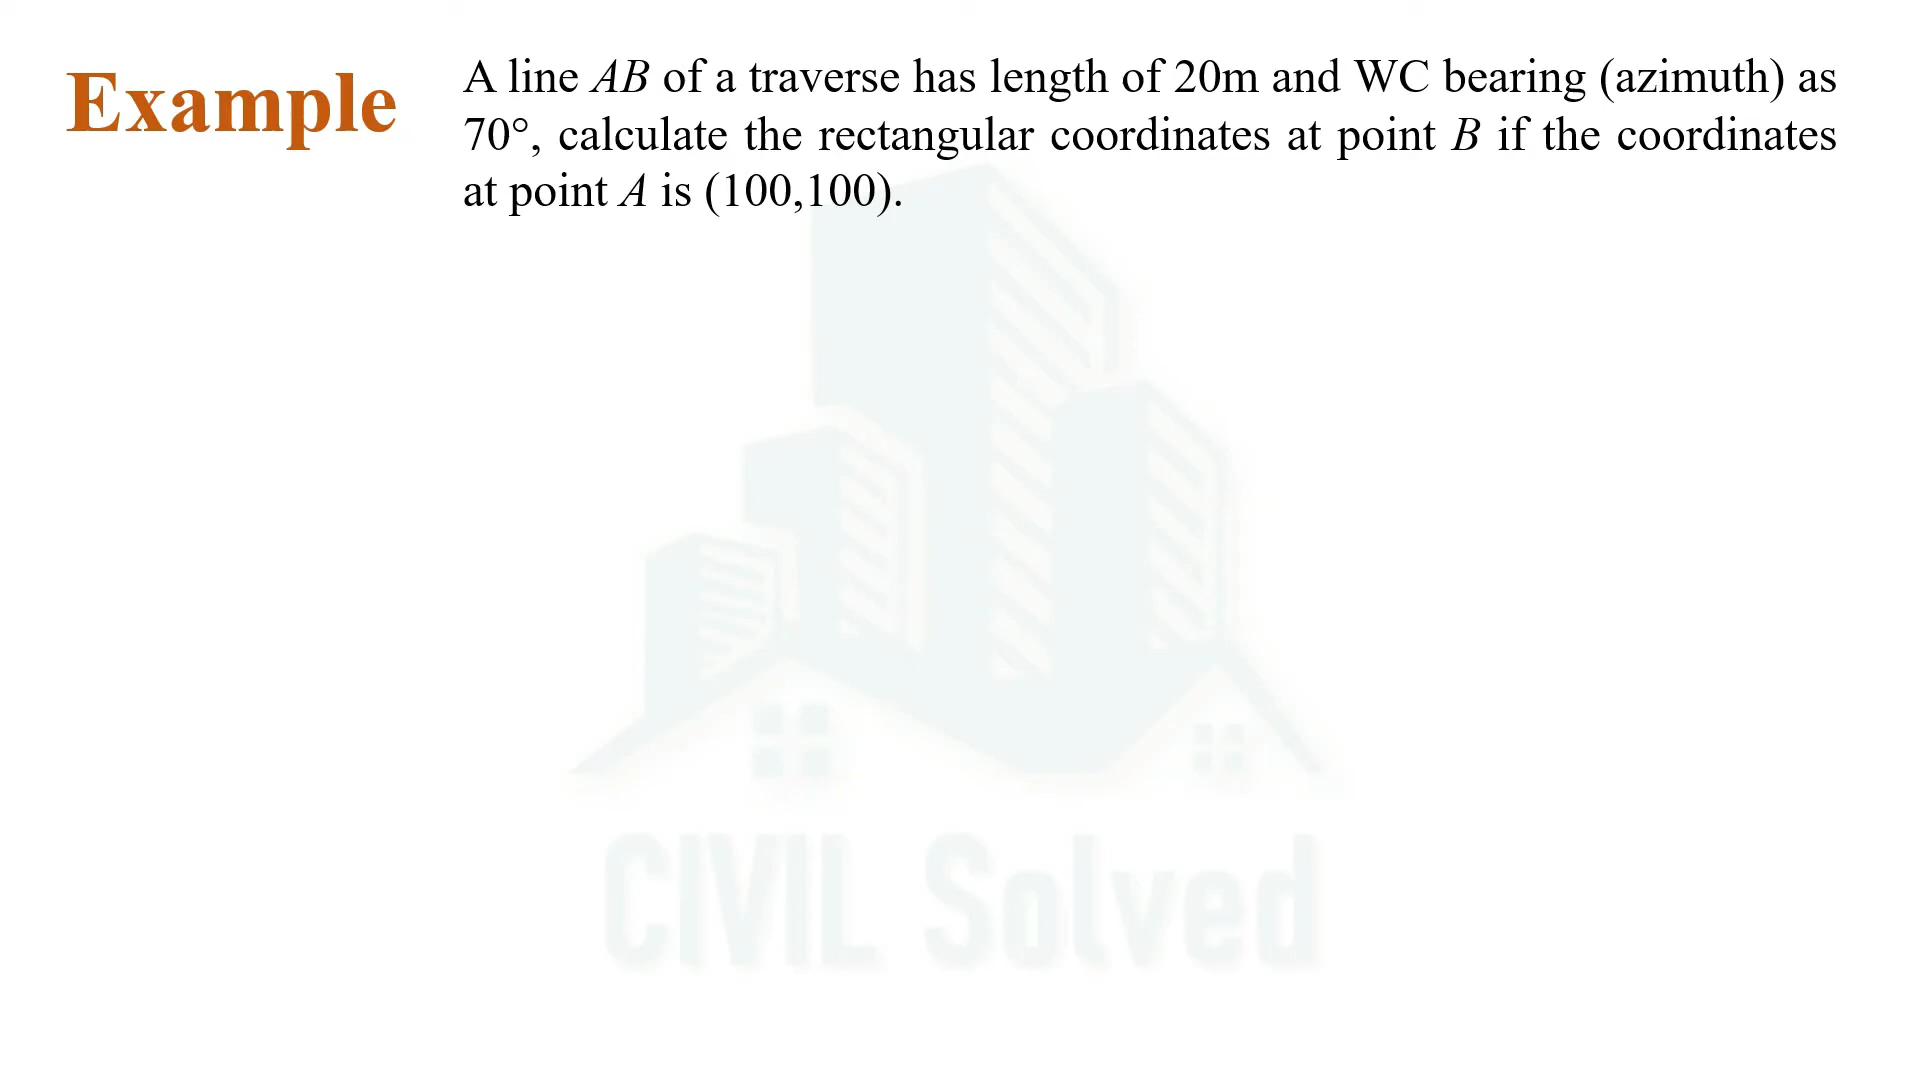 Example
A line AB of a traverse has length of 20m and WC bearing (azimuth) as
70°, calculate the rectangular coordinates at point B if the coordinates
at point A is (100,100).
CIVIL Solved